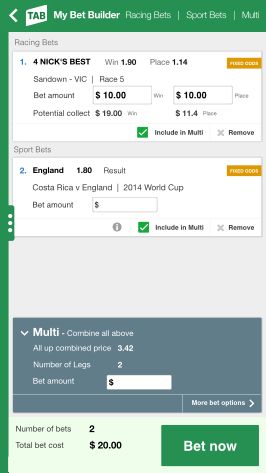 TAB My Bet Builder Racing Bets | Sport Bets | Multi
Racing Bets
1. 4 NICK'S BEST Win 1.90 Place 1.14 FIXED ODDS
Sandown - VIC | Race 5
Bet amount $ 10.00 Win $ 10.00 Place
Potential collect $ 19.00 Win $ 11.4 Place
Include in Multi Remove
Sport Bets
2. England 1.80 Result FIXED ODDS
Costa Rica v England | 2014 World Cup
Bet amount $
Include in Multi Remove
Multi - Combine all above
All up combined price 3.42
Number of Legs 2
Bet amount $
More bet options
Number of bets 2
Total bet cost $ 20.00
Bet now